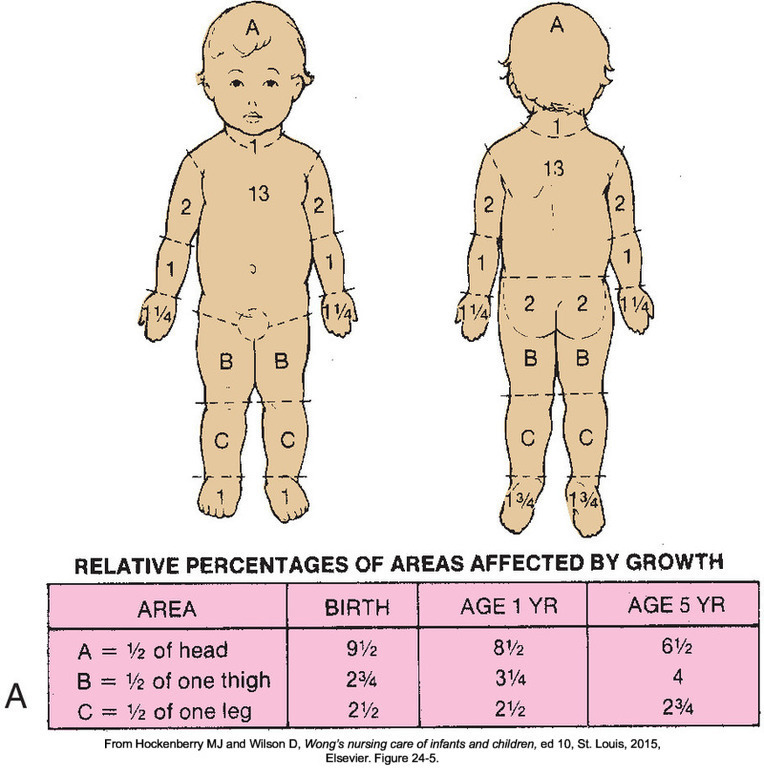 A
A
1
1
13
13
2
2
2
2
1
1
1
1
1¼
1¼
1¼
1¼
2
2
B
B
B
B
C
C
C
C
1
1
1¾
1¾
RELATIVE PERCENTAGES OF AREAS AFFECTED BY GROWTH
AREA BIRTH AGE 1 YR AGE 5 YR
A = ½ of head 9½ 8½ 6½
B = ½ of one thigh 2¾ 3¼ 4
C = ½ of one leg 2½ 2½ 2¾
A
From Hockenberry MJ and Wilson D, Wong's nursing care of infants and children, ed 10, St. Louis, 2015,
Elsevier. Figure 24-5.